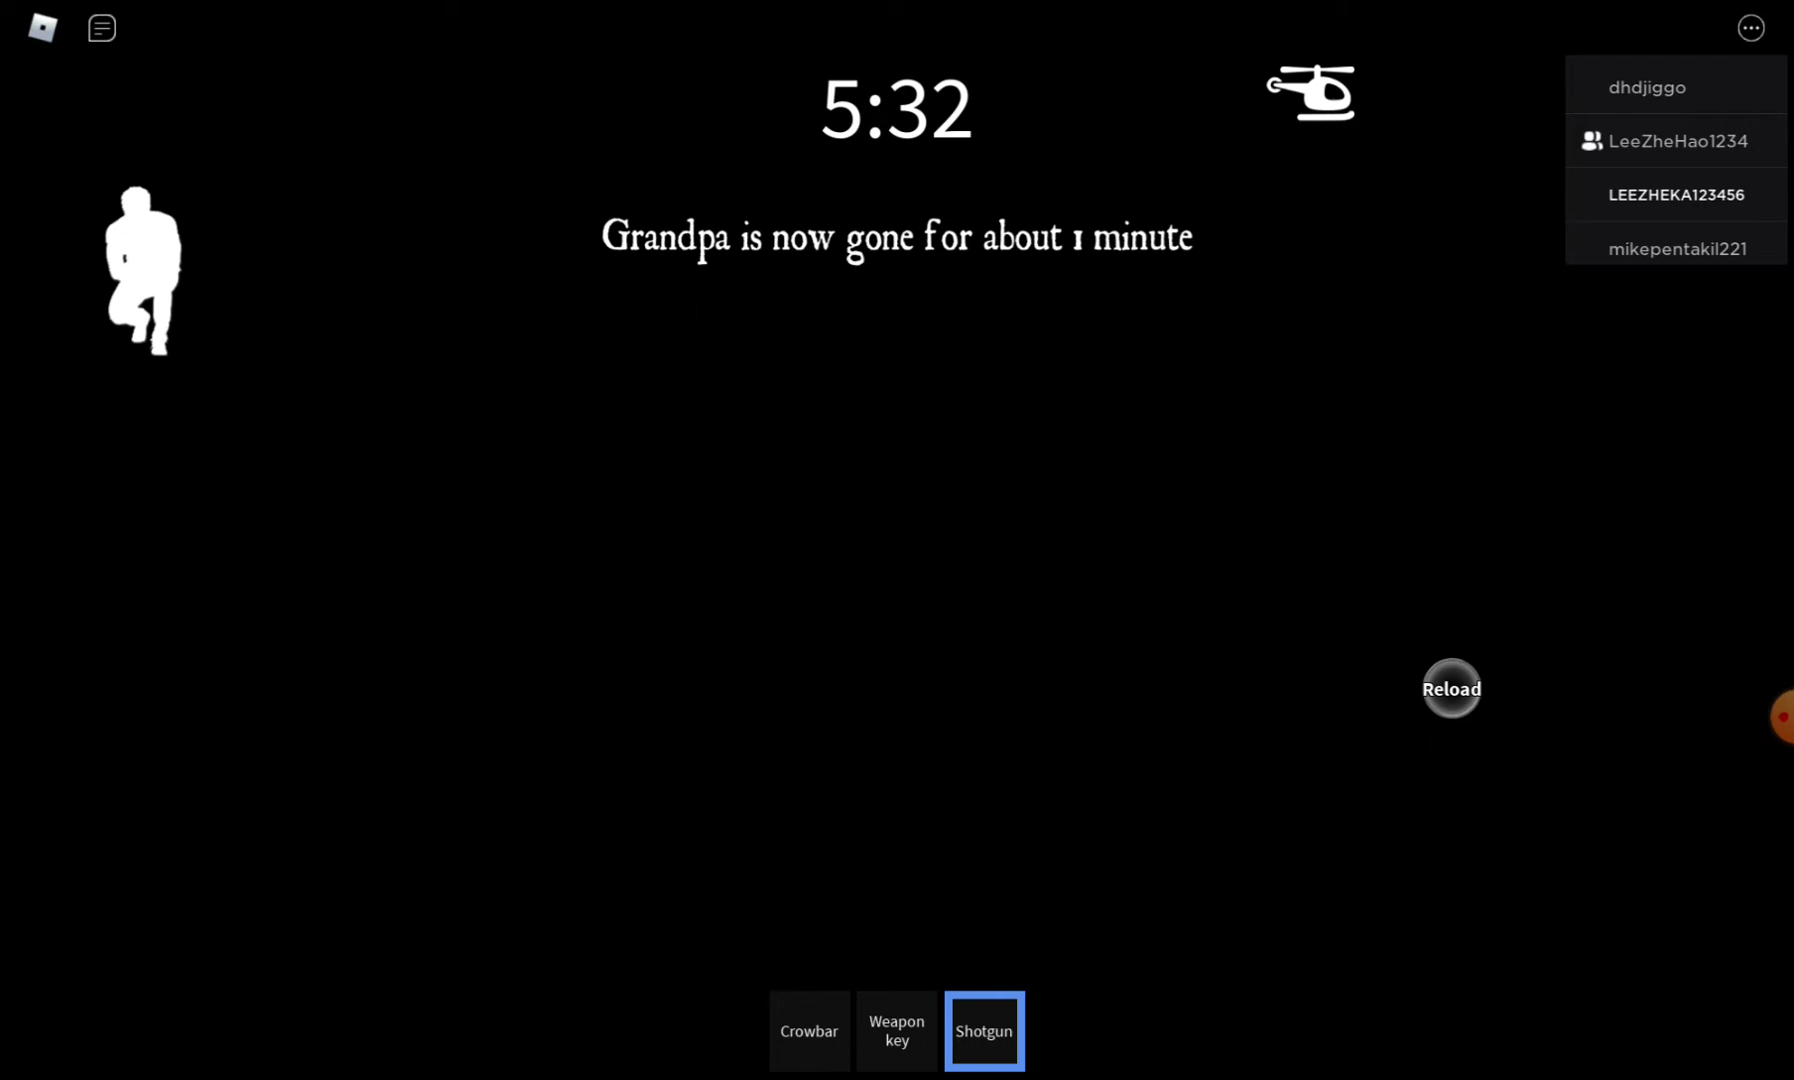 5:32
dhdjiggo
LeeZheHao1234
LEEZHEKA123456
mikepentakil221
Grandpa is now gone for about 1 minute
Reload
Crowbar
Weapon
key
Shotgun